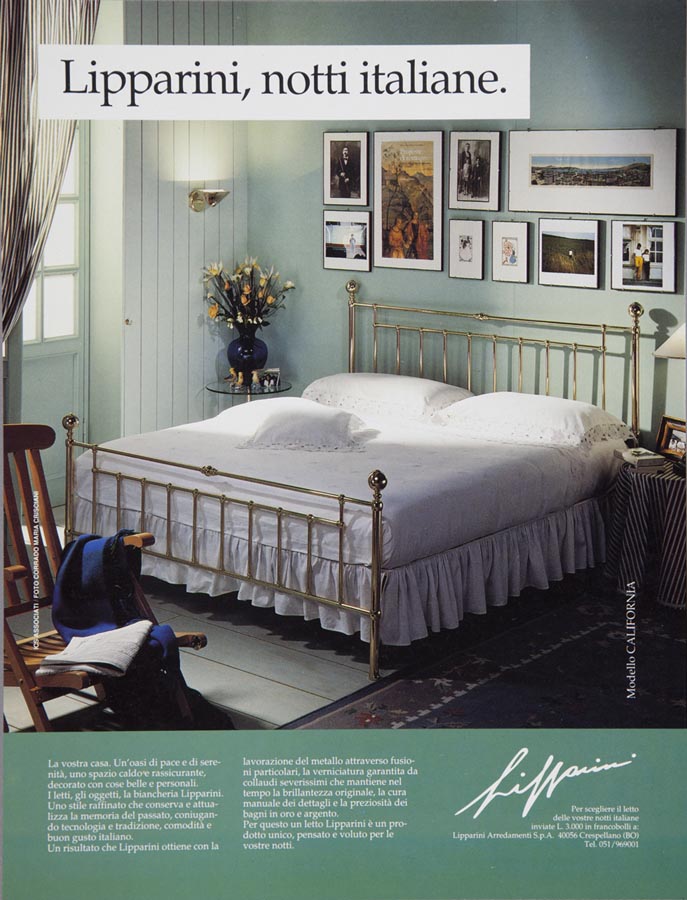 Lipparini, notti italiane.
Modello CALIFORNIA
La vostra casa. Un'oasi di pace e di sere-
nità, uno spazio caldo e rassicurante,
decorato con cose belle e personali.
I letti, gli oggetti, la biancheria Lipparini.
Uno stile raffinato che conserva e attua-
lizza la memoria del passato, coniugan-
do tecnologia e tradizione, comodità e
buon gusto italiano.
Un risultato che Lipparini ottiene con la
lavorazione del metallo attraverso fusio-
ni particolari, la verniciatura garantita da
collaudi severissimi che mantiene nel
tempo la brillantezza originale, la cura
manuale dei dettagli e la preziosità dei
bagni in oro e argento.
Per questo un letto Lipparini è un pro-
dotto unico, pensato e voluto per le
vostre notti.
Lipparini
Per scegliere il letto
delle vostre notti italiane
inviate L. 3.000 in francobolli a:
Lipparini Arredamenti S.p.A. 40056 Crespellano (BO)
Tel. 051/969001